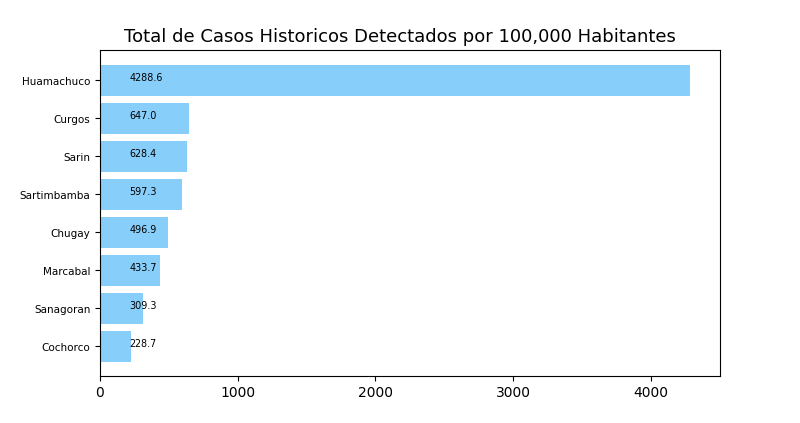 Total de Casos Historicos Detectados por 100,000 Habitantes
Huamachuco 4288.6
Curgos 647.0
Sarin 628.4
Sartimbamba 597.3
Chugay 496.9
Marcabal 433.7
Sanagoran 309.3
Cochorco 228.7
0 1000 2000 3000 4000